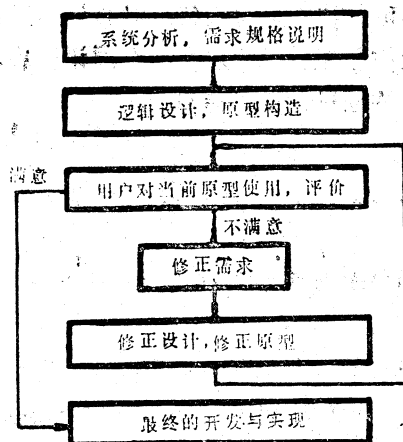 系统分析，需求规格说明
逻辑设计，原型构造
满意
用户对当前原型使用，评价
不满意
修正需求
修正设计，修正原型
最终的开发与实现